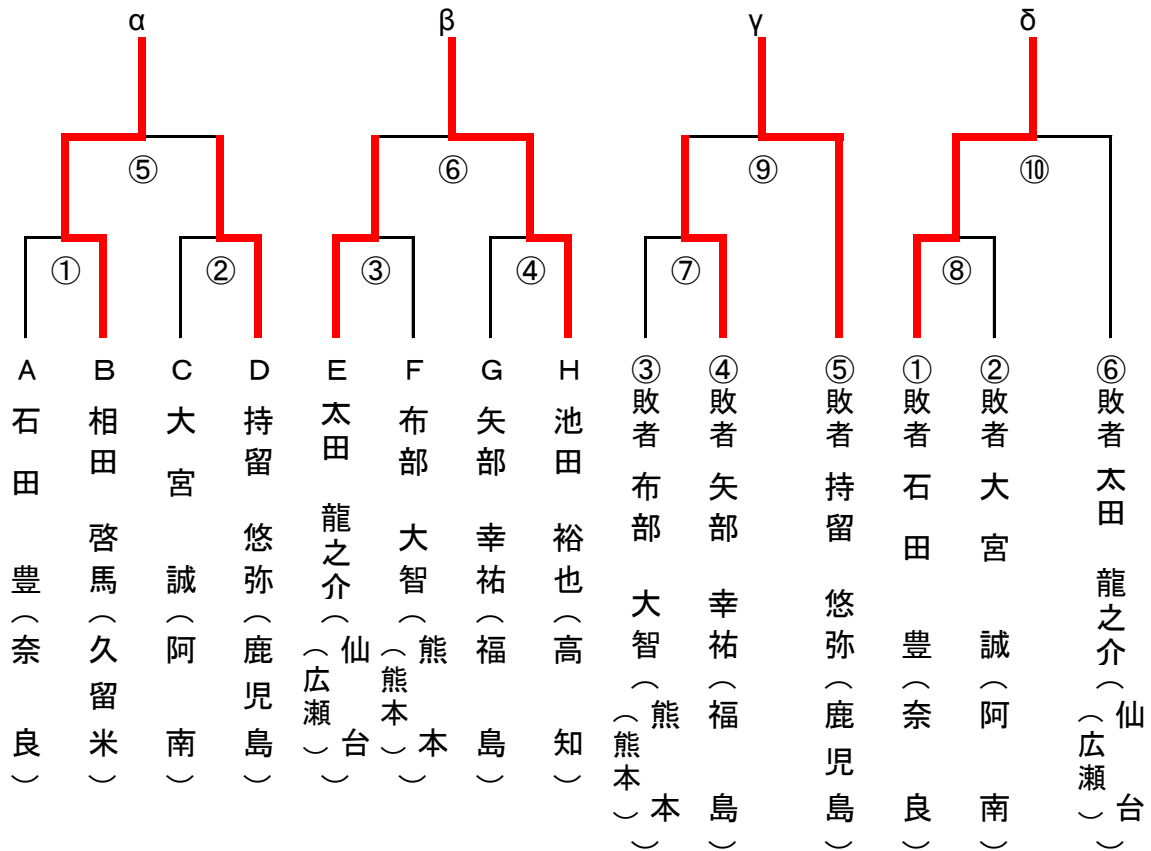 α
β
γ
δ
⑤
⑥
⑨
⑩
①
②
③
④
⑦
⑧
A 石田 豊（奈良）
B 相田 啓馬（久留米）
C 大宮 誠（阿南）
D 持留 悠弥（鹿児島）
E 太田 龍之介（仙台（広瀬））
F 布部 大智（熊本（熊本））
G 矢部 幸祐（福島）
H 池田 裕也（高知）
③敗者 布部 大智（熊本（熊本））
④敗者 矢部 幸祐（福島）
⑤敗者 持留 悠弥（鹿児島）
①敗者 石田 豊（奈良）
②敗者 大宮 誠（阿南）
⑥敗者 太田 龍之介（仙台（広瀬））